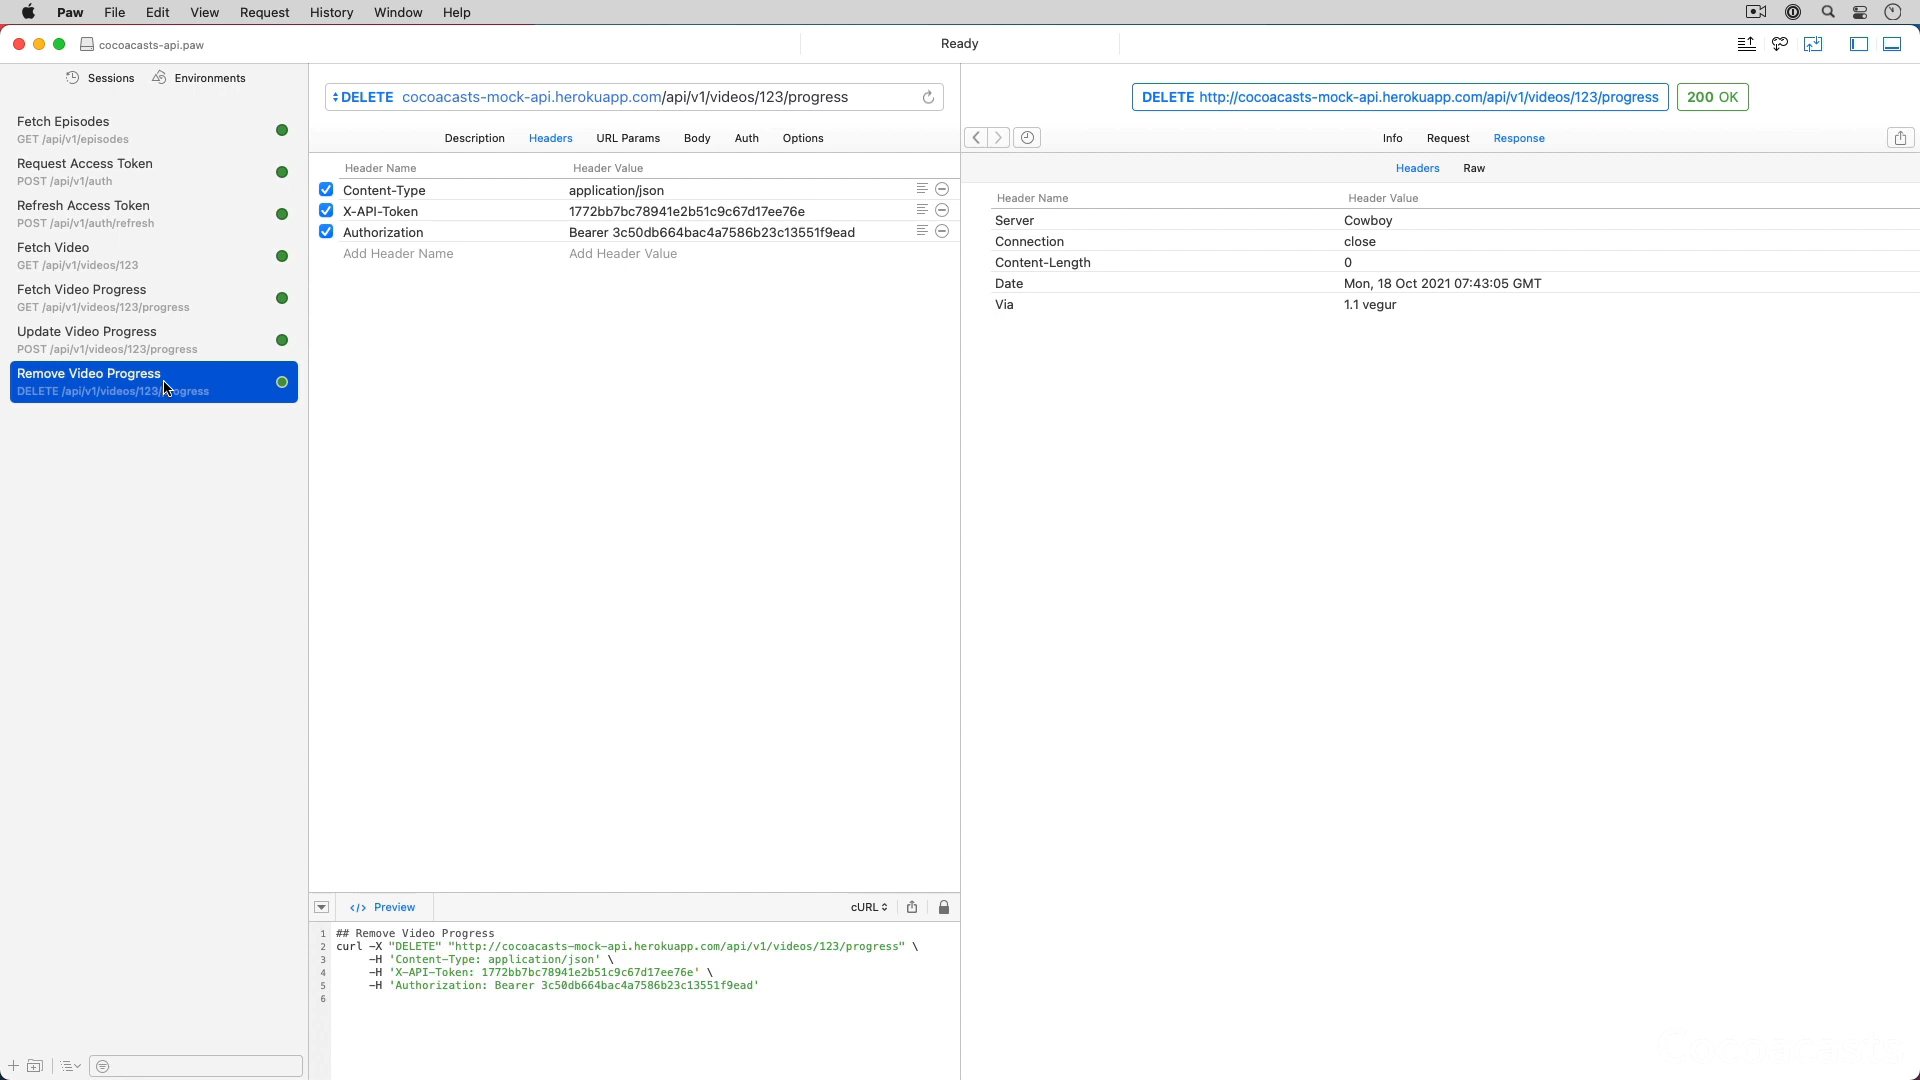 Paw File Edit View Request History Window Help
cocoacasts-api.paw
Ready
Sessions Environments
Fetch Episodes
GET /api/v1/episodes
Request Access Token
POST /api/v1/auth
Refresh Access Token
POST /api/v1/auth/refresh
Fetch Video
GET /api/v1/videos/123
Fetch Video Progress
GET /api/v1/videos/123/progress
Update Video Progress
POST /api/v1/videos/123/progress
Remove Video Progress
DELETE /api/v1/videos/123/progress
DELETE cocoacasts-mock-api.herokuapp.com/api/v1/videos/123/progress
Description Headers URL Params Body Auth Options
Header Name Header Value
Content-Type application/json
X-API-Token 1772bb7bc78941e2b51c9c67d17ee76e
Authorization Bearer 3c50db664bac4a7586b23c13551f9ead
Add Header Name Add Header Value
</> Preview cURL
1 ## Remove Video Progress
2 curl -X "DELETE" "http://cocoacasts-mock-api.herokuapp.com/api/v1/videos/123/progress" \
3 -H 'Content-Type: application/json' \
4 -H 'X-API-Token: 1772bb7bc78941e2b51c9c67d17ee76e' \
5 -H 'Authorization: Bearer 3c50db664bac4a7586b23c13551f9ead'
6
DELETE http://cocoacasts-mock-api.herokuapp.com/api/v1/videos/123/progress 200 OK
Info Request Response
Headers Raw
Header Name Header Value
Server Cowboy
Connection close
Content-Length 0
Date Mon, 18 Oct 2021 07:43:05 GMT
Via 1.1 vegur